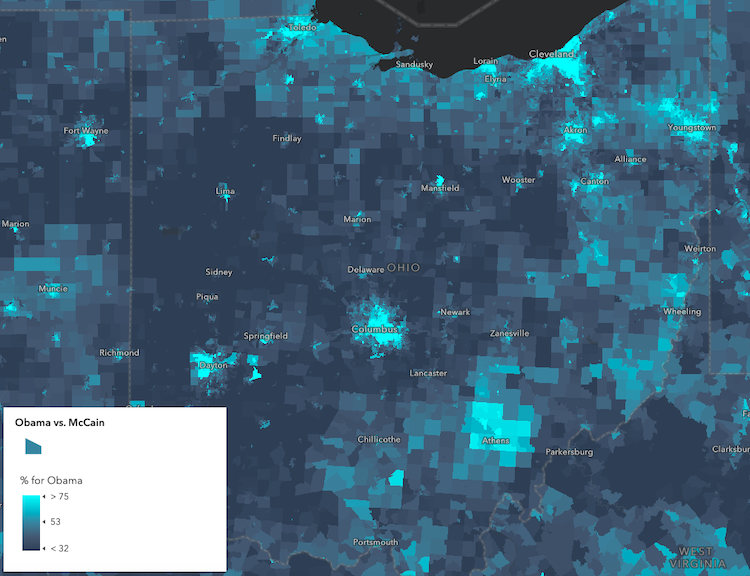 Toledo
Cleveland
Lorain
Sandusky
Elyria
Fort Wayne
Akron
Youngstown
Findlay
Alliance
Wooster
Canton
Lima
Mansfield
Marion
Marion
Weirton
Delaware
OHIO
Sidney
Muncie
Piqua
Newark
Wheeling
Columbus
Springfield
Zanesville
Richmond
Dayton
Lancaster
Chillicothe
Athens
Parkersburg
Portsmouth
WEST
VIRGINIA
Obama vs. McCain
% for Obama
> 75
53
< 32